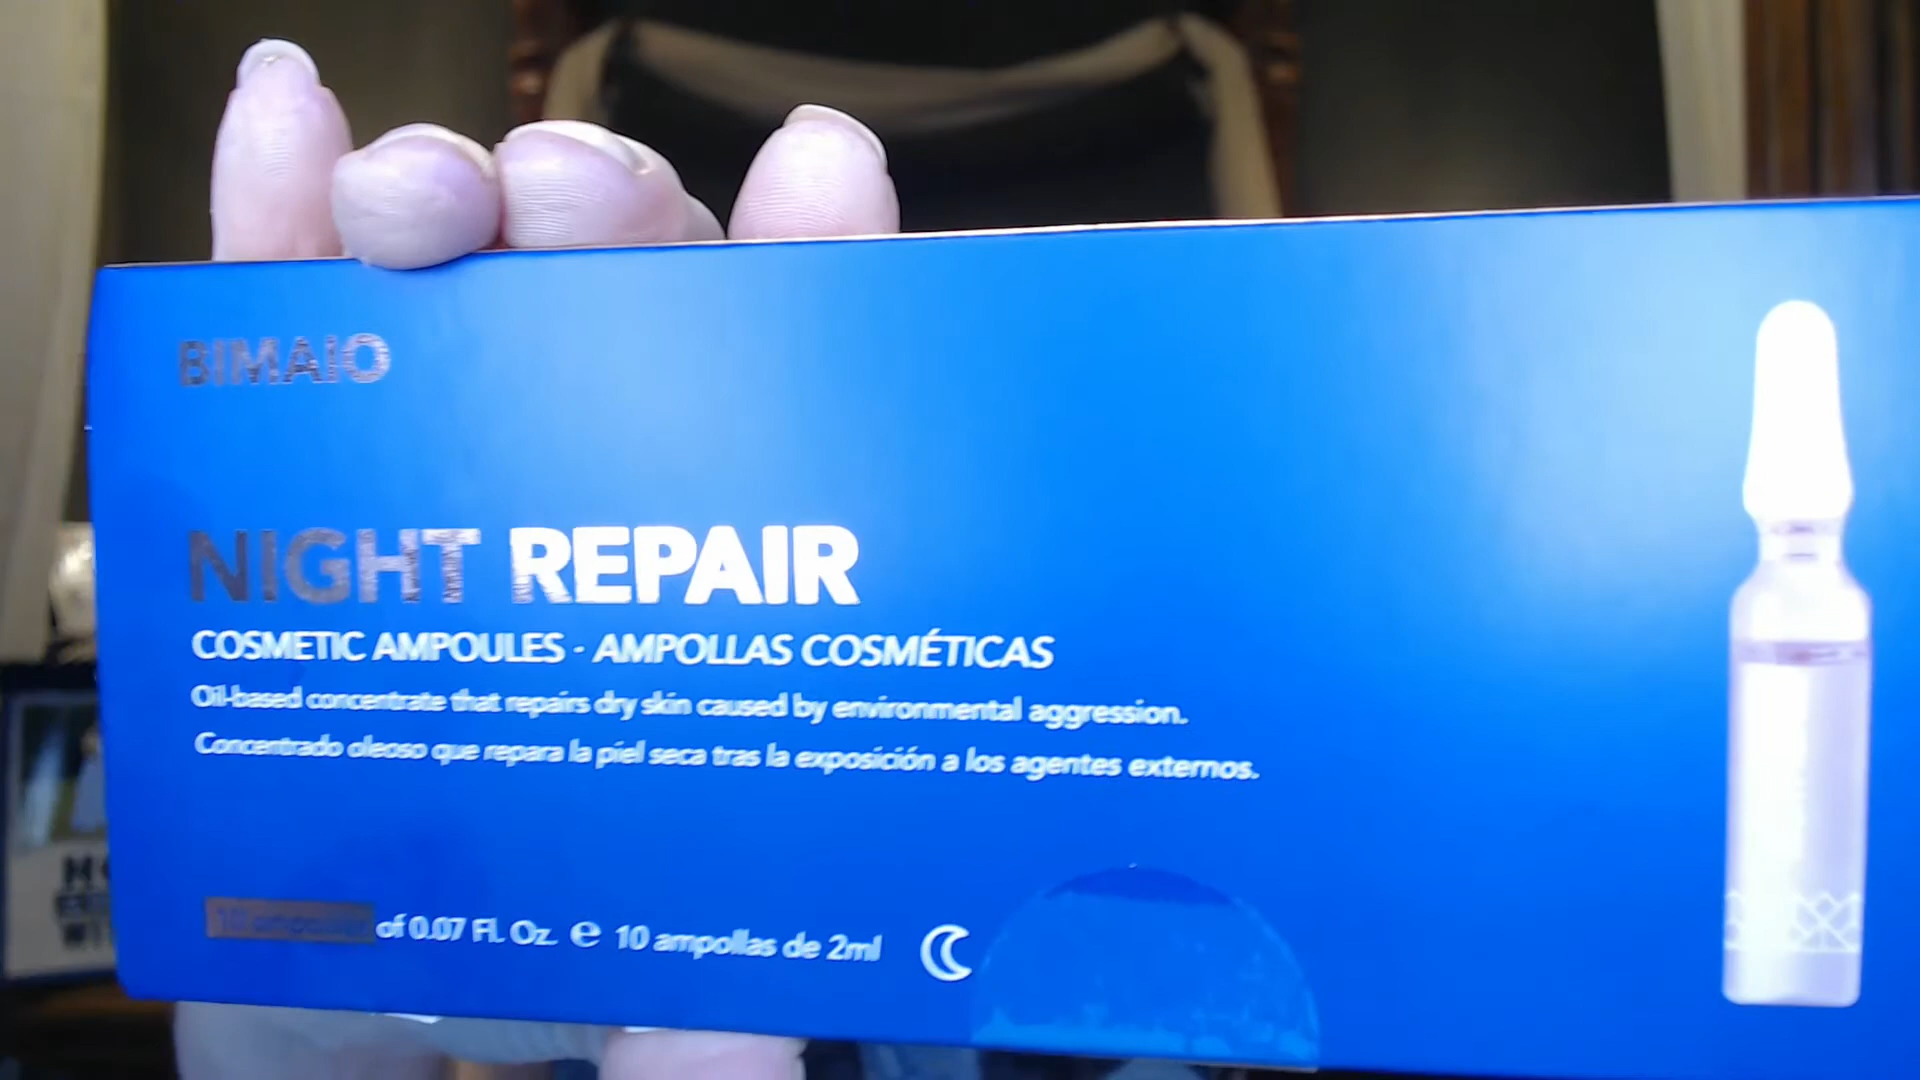 BIMAIO
NIGHT REPAIR
COSMETIC AMPOULES - AMPOLLAS COSMÉTICAS
Oil-based concentrate that repairs dry skin caused by environmental aggression.
Concentrado oleoso que repara la piel seca tras la exposición a los agentes externos.
10 ampoules of 0.07 Fl. Oz. ℮ 10 ampollas de 2ml